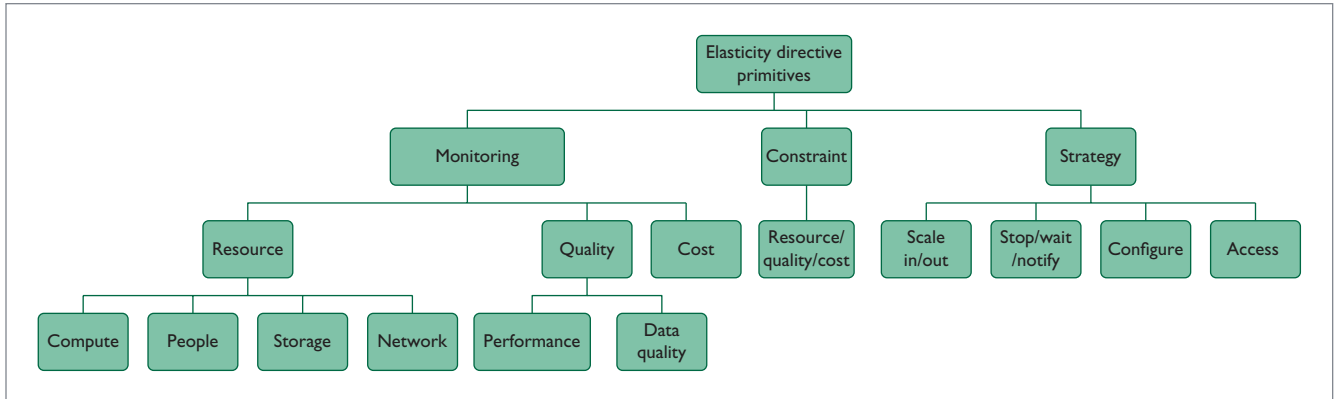 Elasticity directive
primitives
Monitoring
Constraint
Strategy
Resource
Quality
Cost
Resource/
quality/cost
Scale
in/out
Stop/wait
/notify
Configure
Access
Compute
People
Storage
Network
Performance
Data
quality